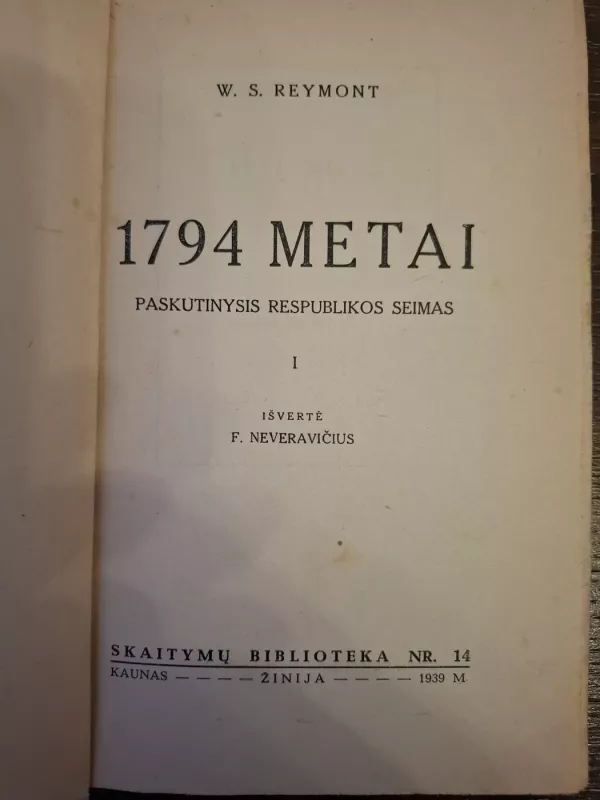 W. S. REYMONT
1794 METAI
PASKUTINYSIS RESPUBLIKOS SEIMAS
I
IŠVERTĖ
F. NEVERAVIČIUS
SKAITYMŲ BIBLIOTEKA NR. 14
KAUNAS — — — — ŽINIJA — — — — 1939 M